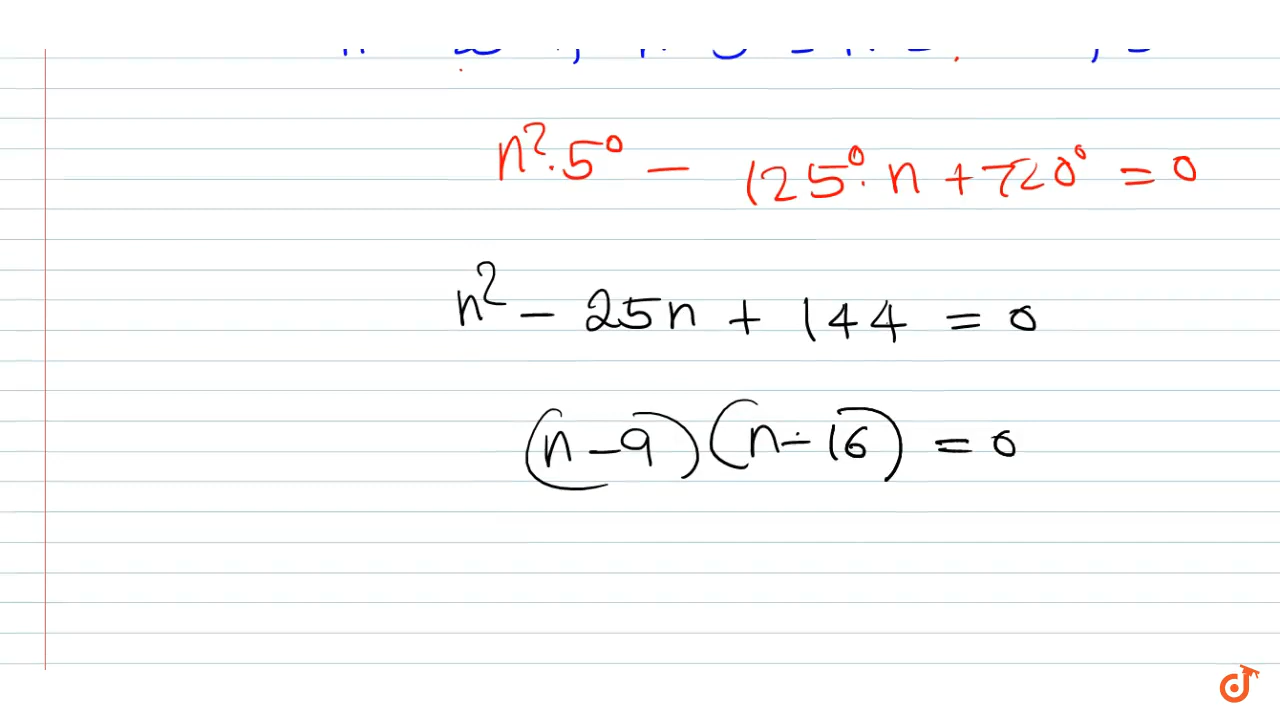 n². 5° – 125°. n + 720° = 0
n² – 25n + 144 = 0
(n – 9) (n – 16) = 0